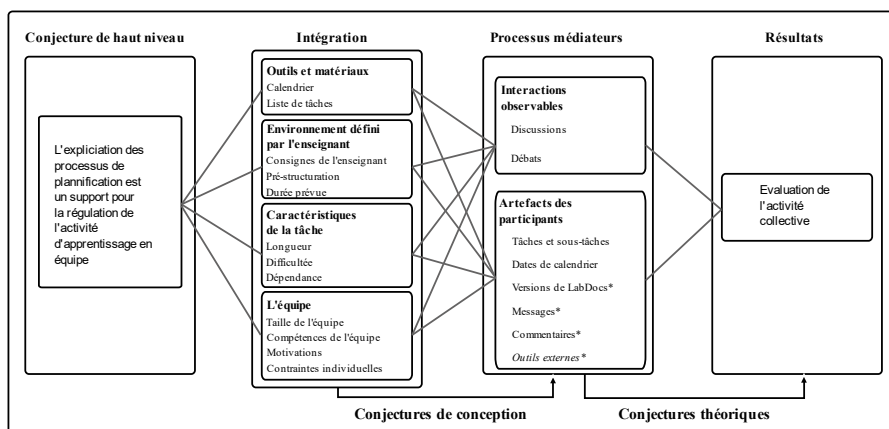 Conjecture de haut niveau
L'expliciation des
processus de
plannification est
un support pour
la régulation de
l'activité
d'apprentissage en
équipe
Intégration
Outils et matériaux
Calendrier
Liste de tâches
Environnement défini
par l'enseignant
Consignes de l'enseignant
Pré-structuration
Durée prévue
Caractéristiques
de la tâche
Longueur
Difficultée
Dépendance
L'équipe
Taille de l'équipe
Compétences de l'équipe
Motivations
Contraintes individuelles
Processus médiateurs
Interactions
observables
Discussions
Débats
Artefacts des
participants
Tâches et sous-tâches
Dates de calendrier
Versions de LabDocs*
Messages*
Commentaires*
Outils externes*
Résultats
Evaluation de
l'activité
collective
Conjectures de conception
Conjectures théoriques